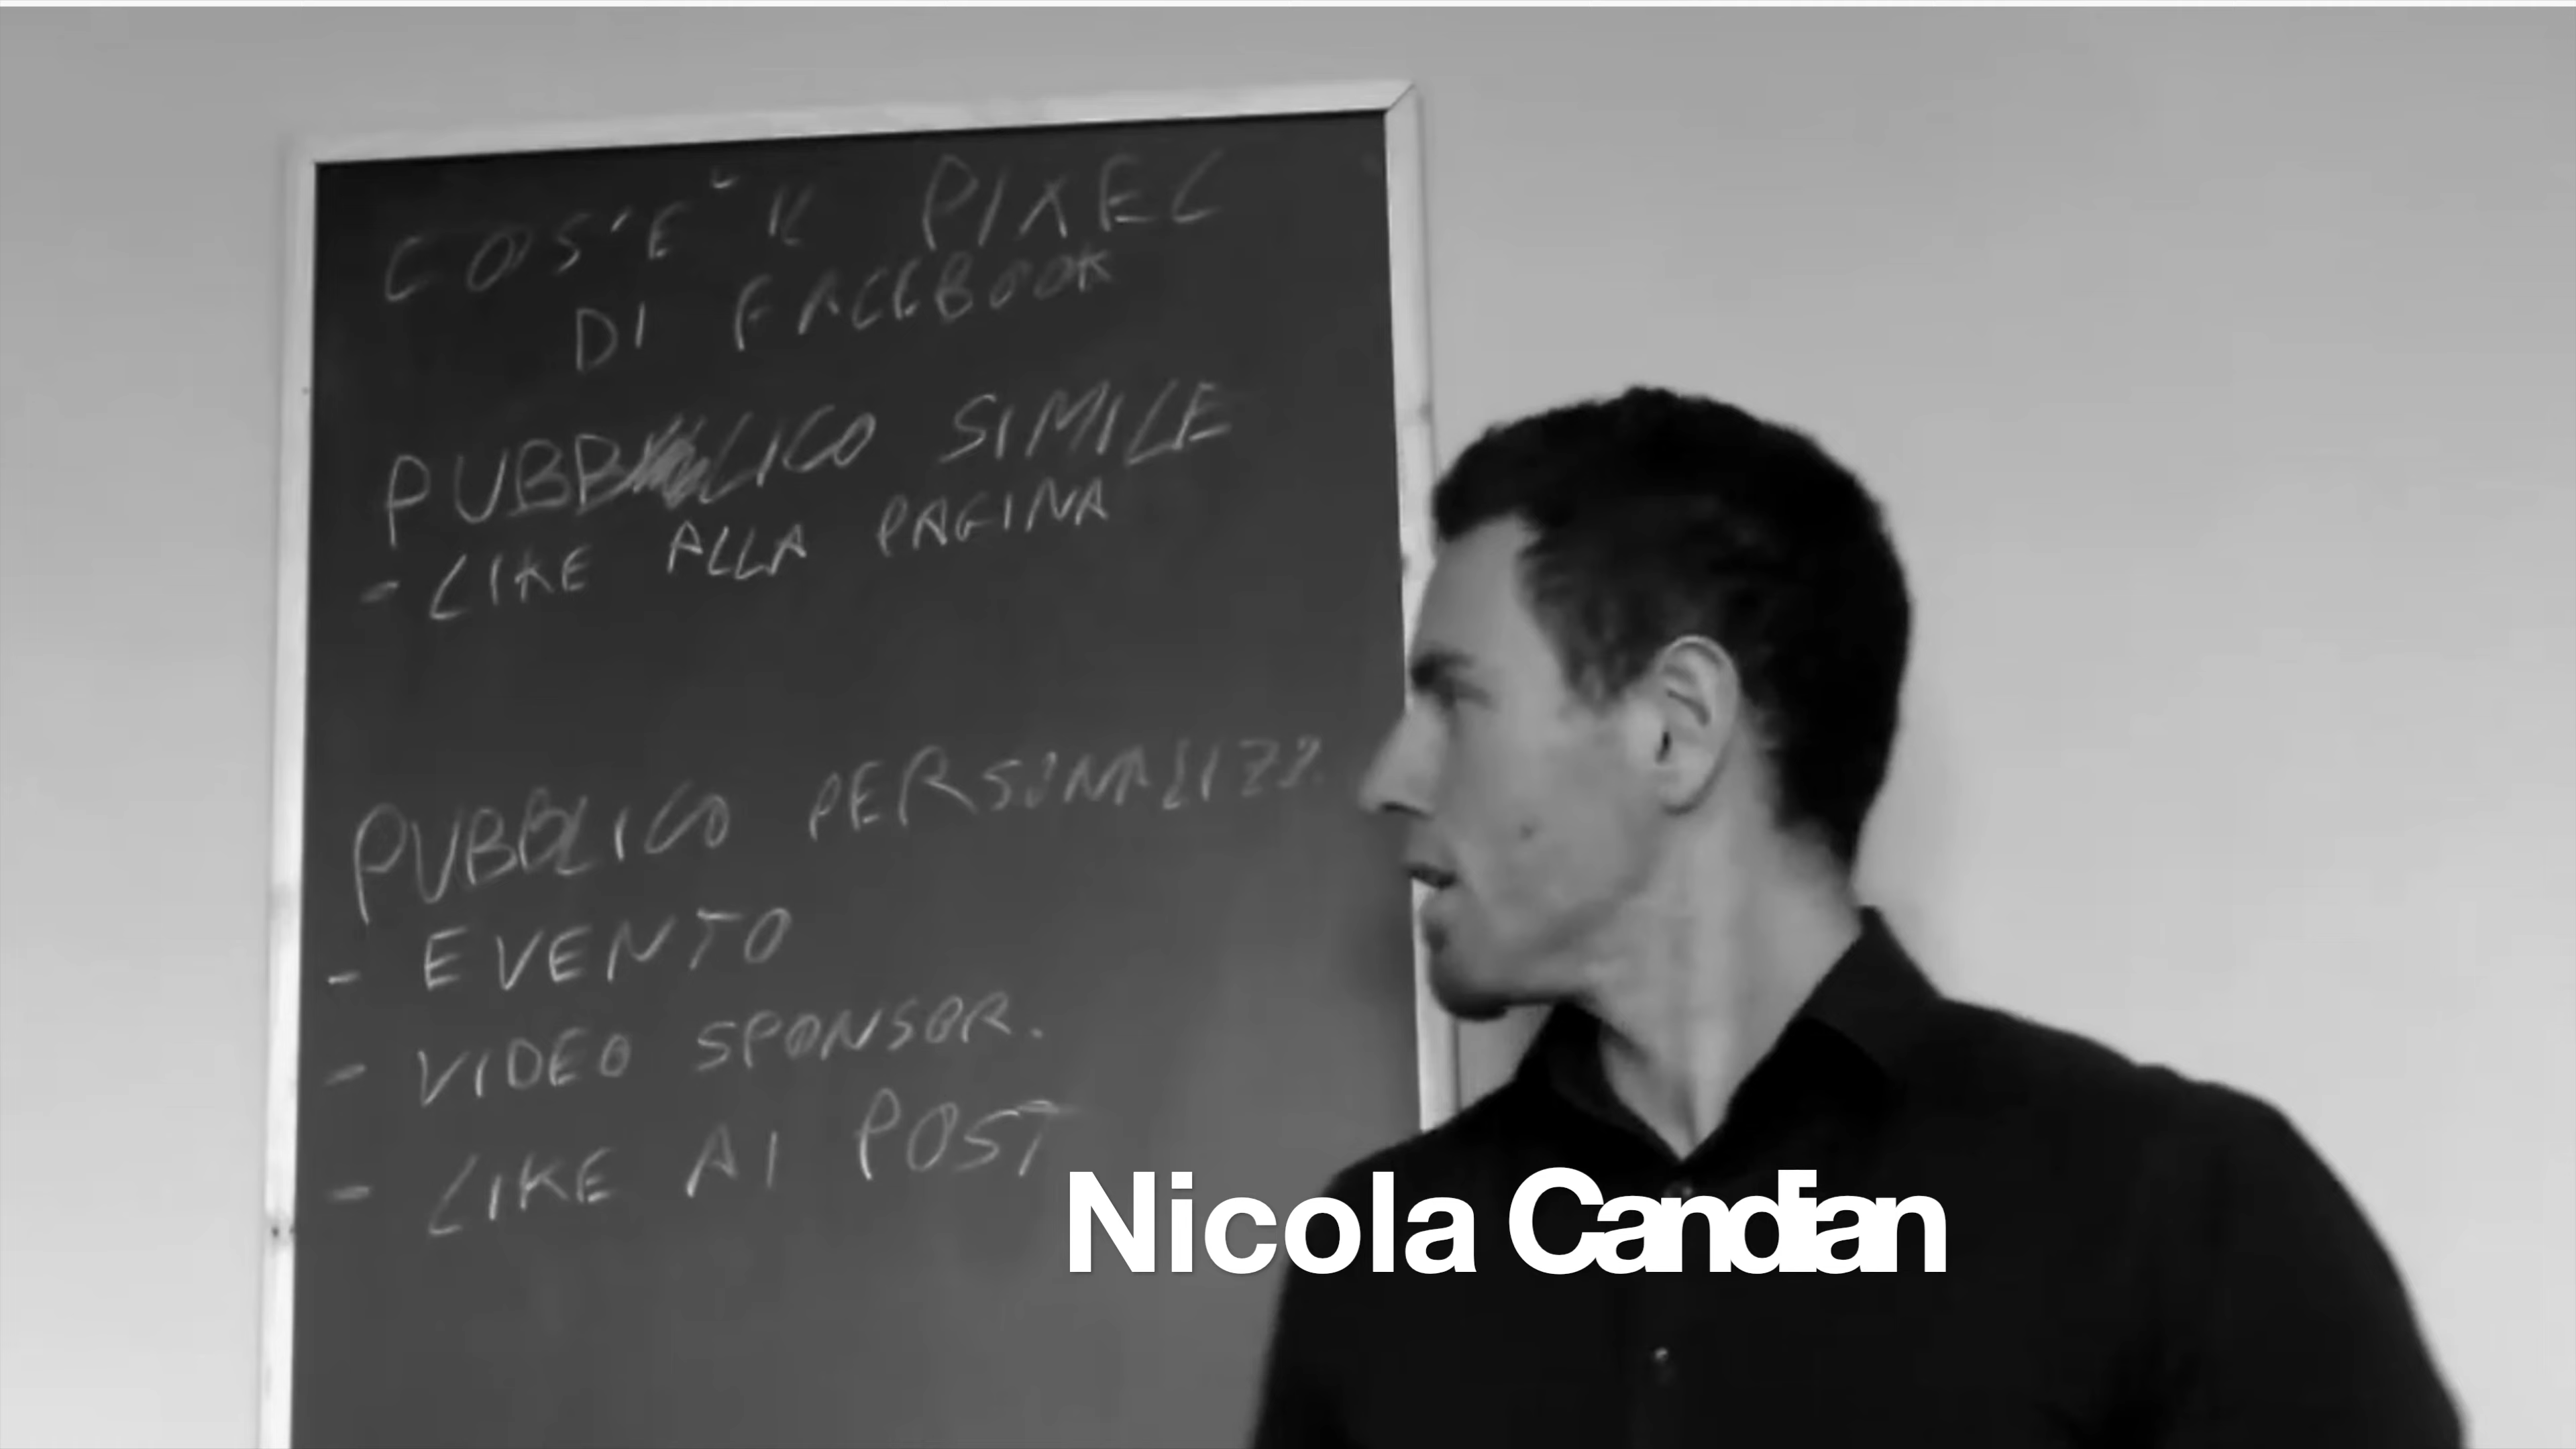 COS'È IL PIXEL
DI FACEBOOK
PUBBLICO SIMILE
- LIKE ALLA PAGINA
PUBBLICO PERSONALIZZ.
- EVENTO
- VIDEO SPONSOR.
- LIKE AI POST
Nicola Candian